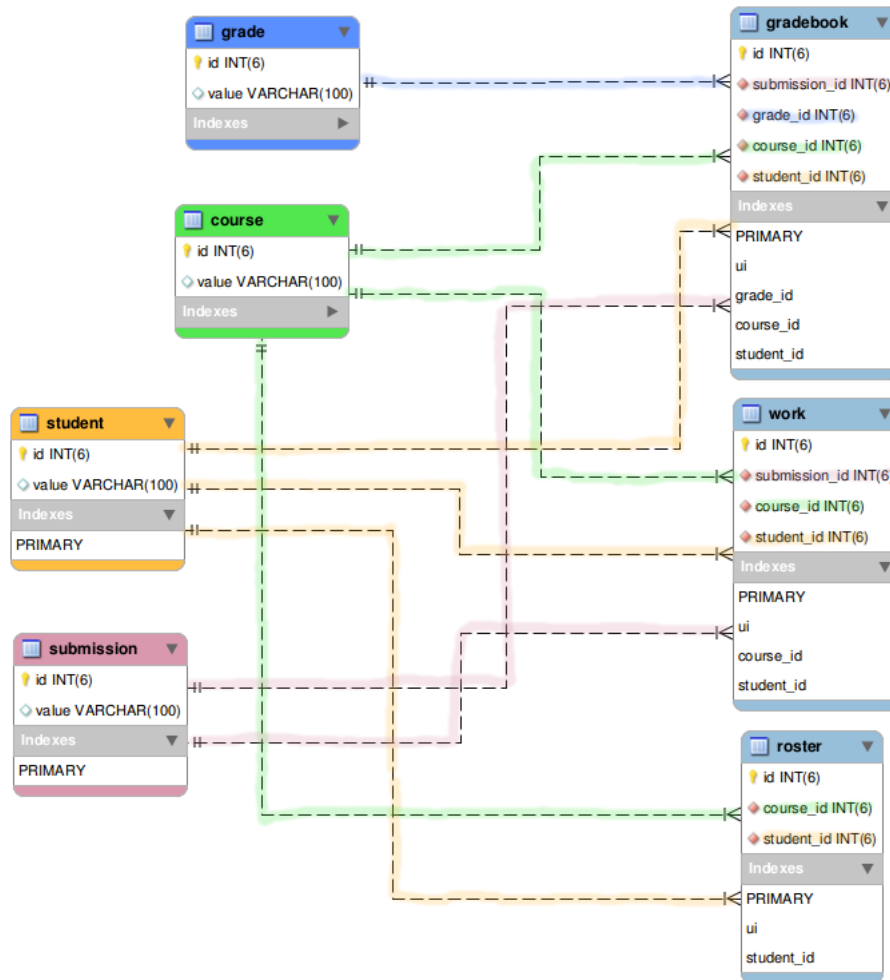 grade
id INT(6)
value VARCHAR(100)
Indexes
course
id INT(6)
value VARCHAR(100)
Indexes
student
id INT(6)
value VARCHAR(100)
Indexes
PRIMARY
submission
id INT(6)
value VARCHAR(100)
Indexes
PRIMARY
gradebook
id INT(6)
submission_id INT(6)
grade_id INT(6)
course_id INT(6)
student_id INT(6)
Indexes
PRIMARY
ui
grade_id
course_id
student_id
work
id INT(6)
submission_id INT(6)
course_id INT(6)
student_id INT(6)
Indexes
PRIMARY
ui
course_id
student_id
roster
id INT(6)
course_id INT(6)
student_id INT(6)
Indexes
PRIMARY
ui
student_id